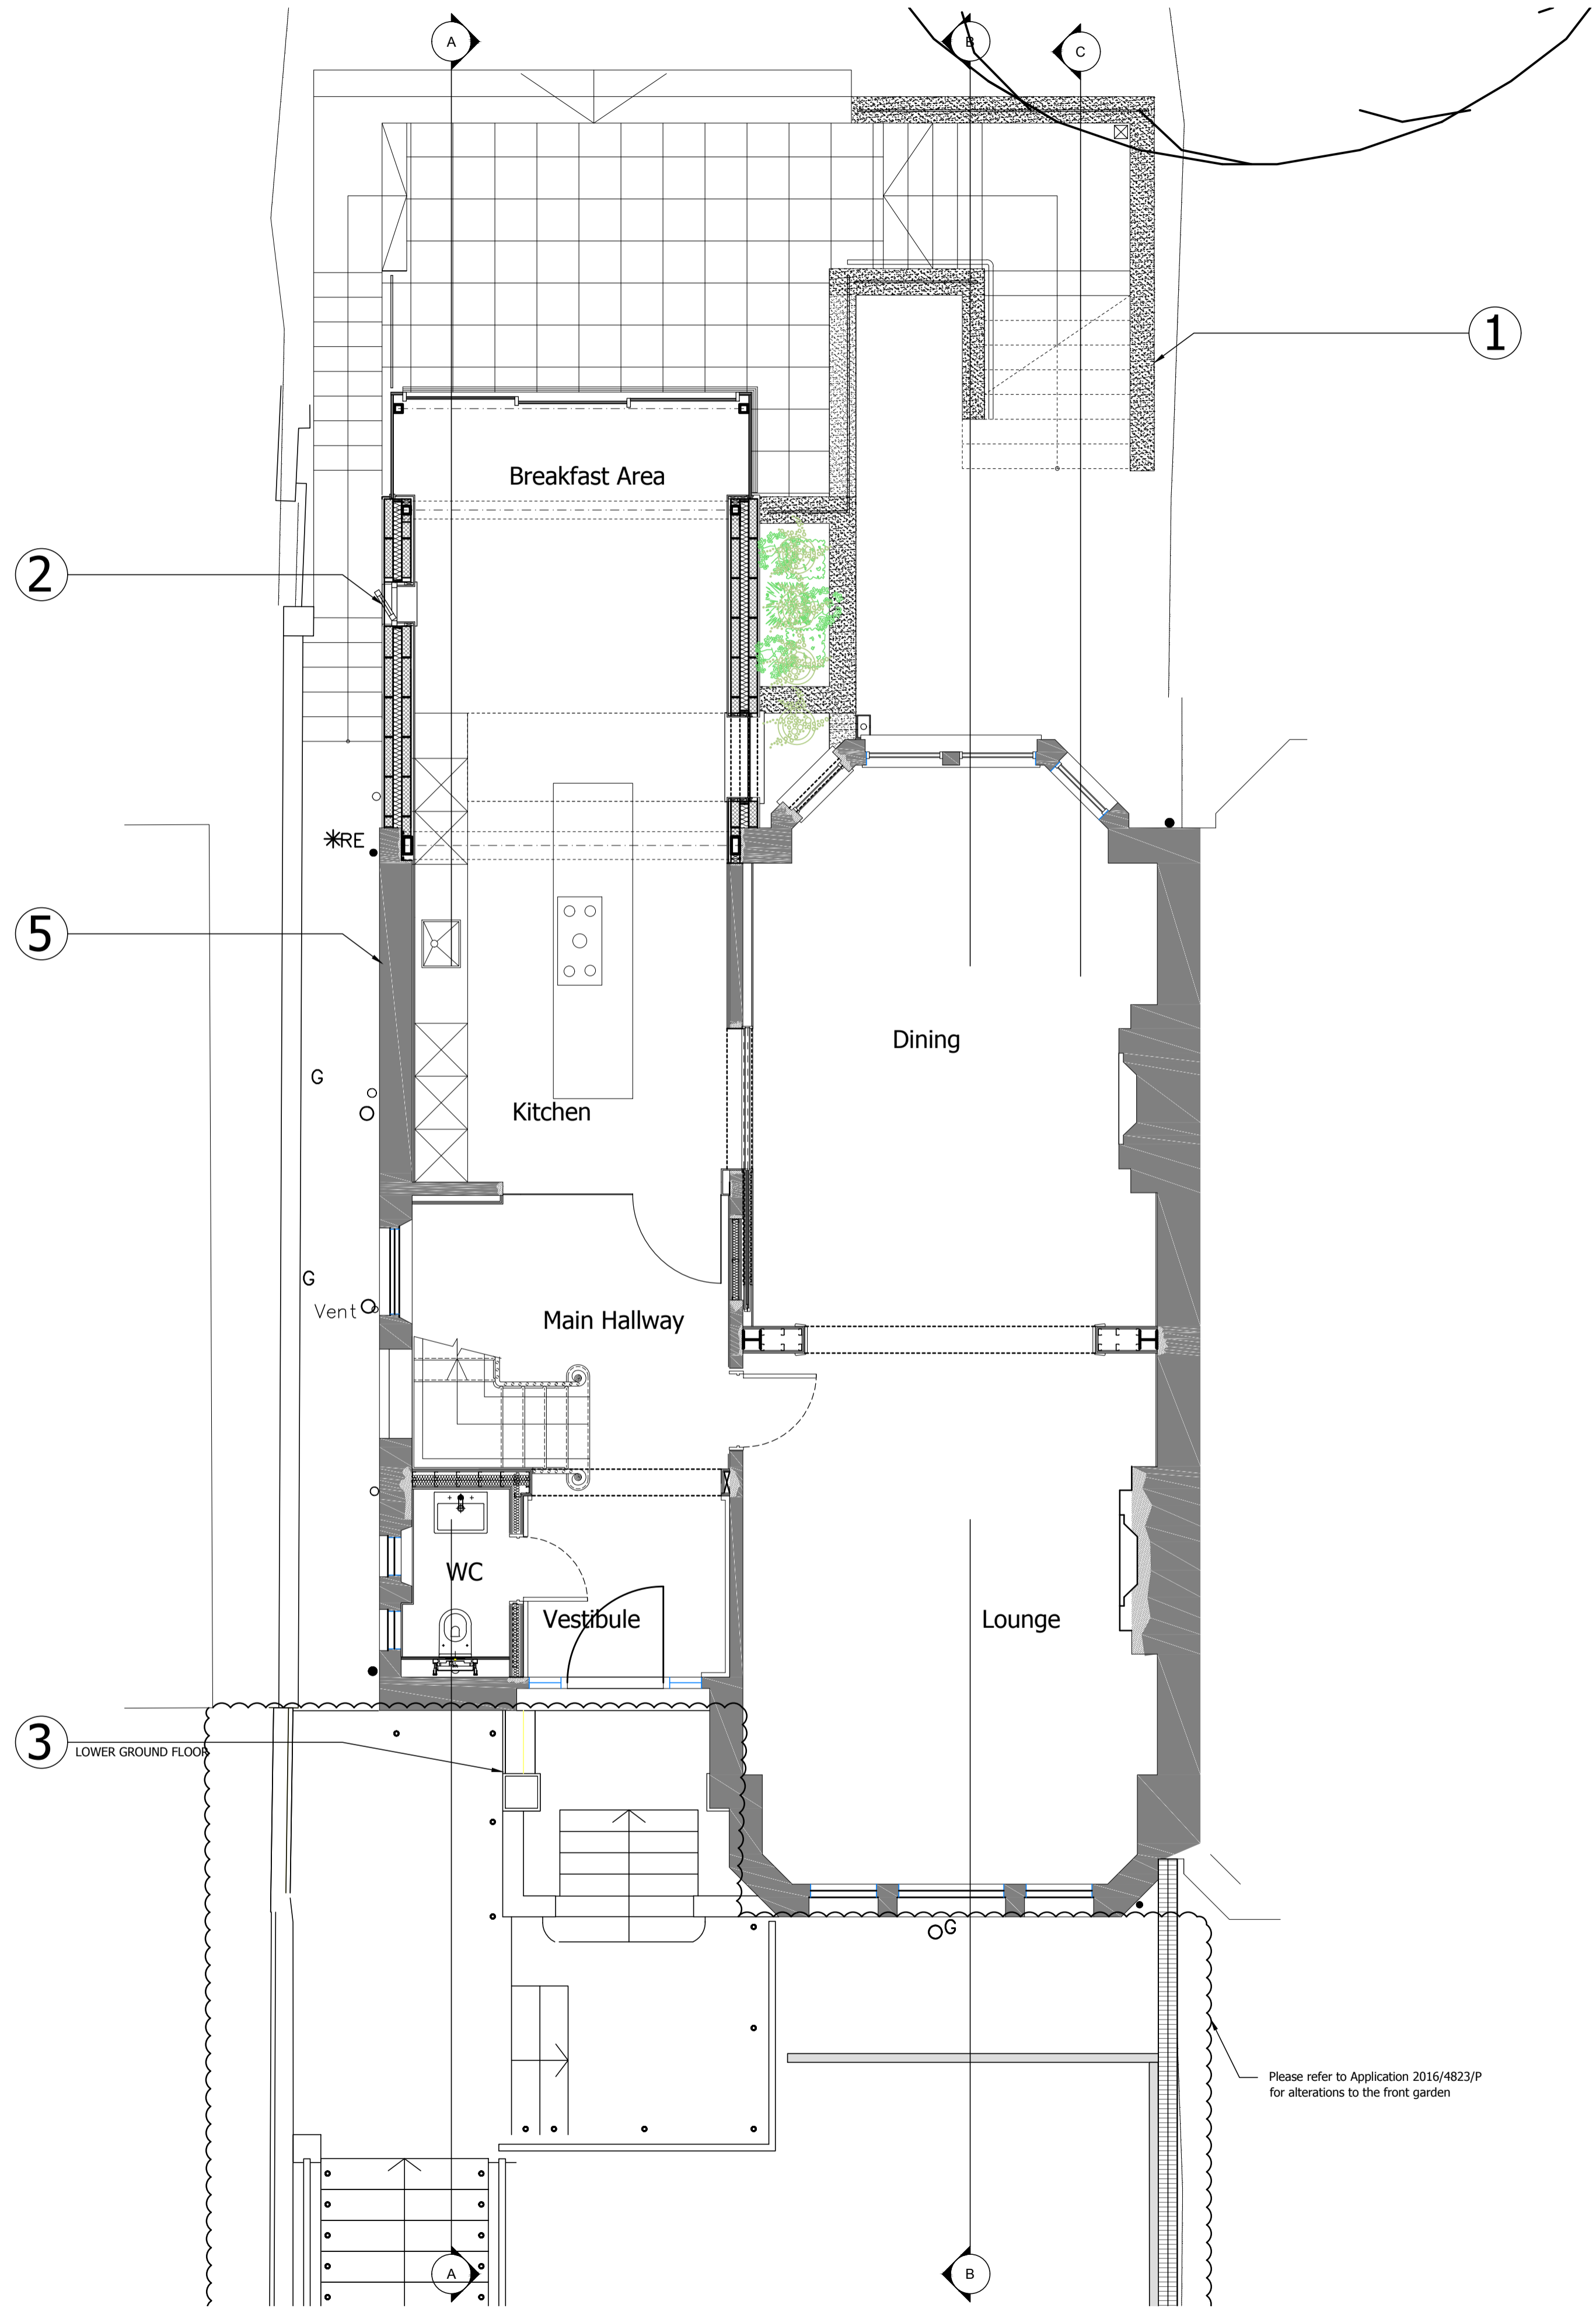 A
B
C
1
Breakfast Area
2
RE
5
Dining
G
Kitchen
G
Vent
Main Hallway
WC
Vestibule
Lounge
3
LOWER GROUND FLOOR
G
Please refer to Application 2016/4823/P
for alterations to the front garden
A
B